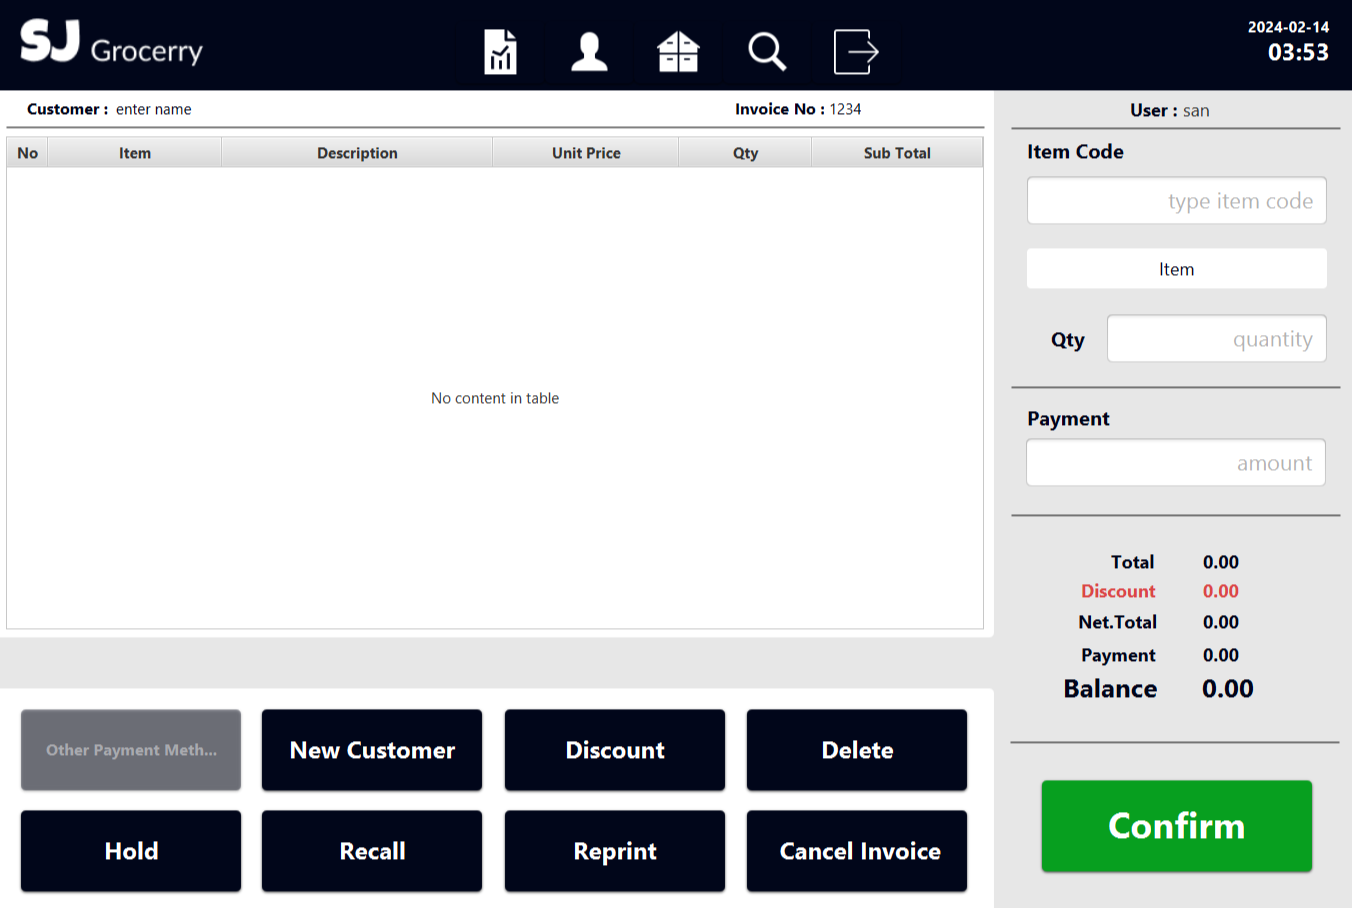 SJ Grocerry
2024-02-14
03:53
Customer : enter name
Invoice No : 1234
User : san
No Item Description Unit Price Qty Sub Total
No content in table
Item Code
type item code
Item
Qty quantity
Payment
amount
Total 0.00
Discount 0.00
Net.Total 0.00
Payment 0.00
Balance 0.00
Other Payment Meth... New Customer Discount Delete
Hold Recall Reprint Cancel Invoice
Confirm